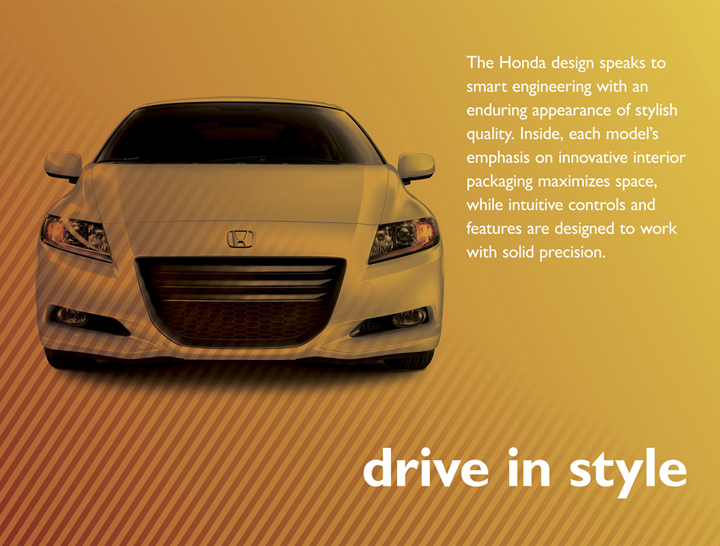 The Honda design speaks to
smart engineering with an
enduring appearance of stylish
quality. Inside, each model’s
emphasis on innovative interior
packaging maximizes space,
while intuitive controls and
features are designed to work
with solid precision.
drive in style